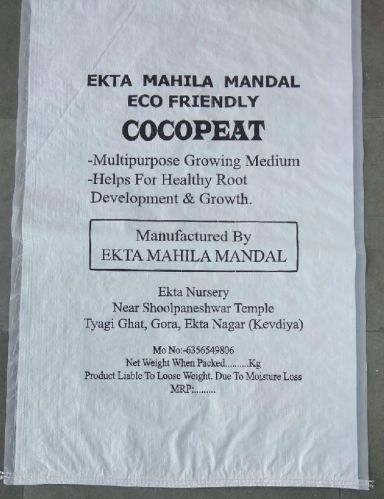 EKTA MAHILA MANDAL
ECO FRIENDLY
COCOPEAT
-Multipurpose Growing Medium
-Helps For Healthy Root
Development & Growth.
Manufactured By
EKTA MAHILA MANDAL
Ekta Nursery
Near Shoolpaneshwar Temple
Tyagi Ghat, Gora, Ekta Nagar (Kevdiya)
Mo No:-6356549806
Net Weight When Packed..........Kg
Product Liable To Loose Weight. Due To Moisture Loss
MRP:.........